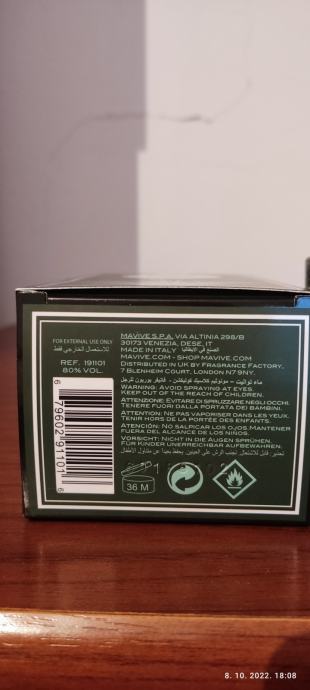 FOR EXTERNAL USE ONLY
للاستعمال الخارجي فقط
REF. 191101
80% VOL.
6 79602 91101 6
MAVIVE S.P.A. VIA ALTINIA 298/B
30173 VENEZIA, DESE, IT
MADE IN ITALY صنع في ايطاليا
MAVIVE.COM - SHOP.MAVIVE.COM
DISTRIBUTED IN UK BY FRAGRANCE FACTORY,
7 BLENHEIM COURT, LONDON N7 9NY.
ماء تواليت –
WARNING: AVOID SPRAYING AT EYES.
KEEP OUT OF THE REACH OF CHILDREN.
ATTENZIONE: EVITARE DI SPRUZZARE NEGLI OCCHI.
TENERE FUORI DALLA PORTATA DEI BAMBINI.
ATTENTION: NE PAS VAPORISER DANS LES YEUX.
TENIR HORS DE LA PORTÉE DES ENFANTS.
ATENCIÓN: NO SALPICAR LOS OJOS. MANTENER
FUERA DEL ALCANCE DE LOS NIÑOS.
VORSICHT: NICHT IN DIE AUGEN SPRÜHEN.
FÜR KINDER UNERREICHBAR AUFBEWAHREN.
36 M
8. 10. 2022. 18:08